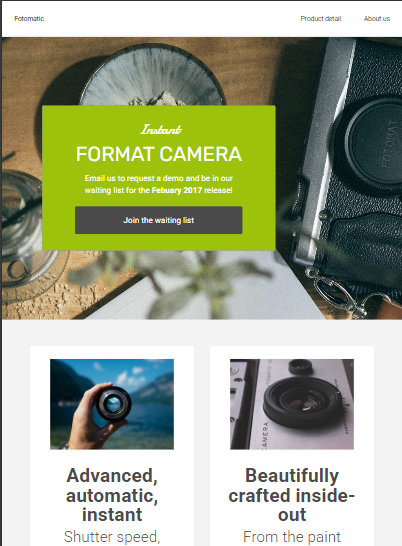 Fotomatic
Product detail
About us
Instant
FORMAT CAMERA
Email us to request a demo and be in our
waiting list for the Febuary 2017 release!
Join the waiting list
FOTOMAT
CAMERA
Advanced,
automatic,
instant
Shutter speed,
Beautifully
crafted inside-
out
From the paint